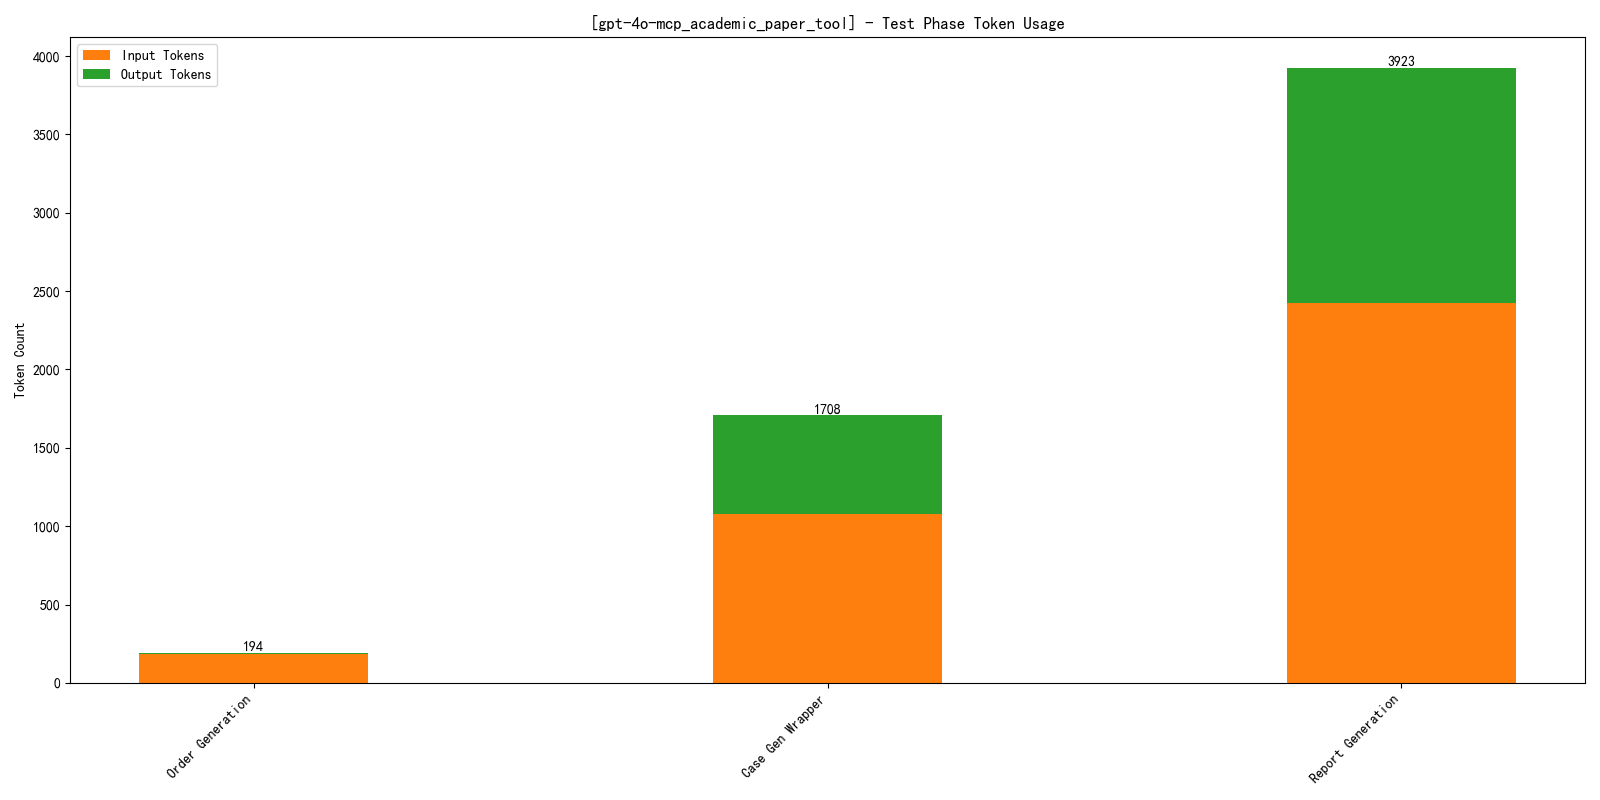 [gpt-4o-mcp_academic_paper_tool] - Test Phase Token Usage
Input Tokens
Output Tokens
Token Count
4000
3500
3000
2500
2000
1500
1000
500
0
194
1708
3923
Order Generation
Case Gen Wrapper
Report Generation